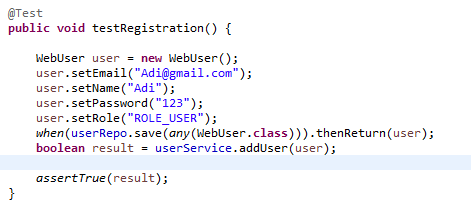 @Test
public void testRegistration() {
WebUser user = new WebUser();
user.setEmail("Adi@gmail.com");
user.setName("Adi");
user.setPassword("123");
user.setRole("ROLE_USER");
when(userRepo.save(any(WebUser.class))).thenReturn(user);
boolean result = userService.addUser(user);
assertTrue(result);
}